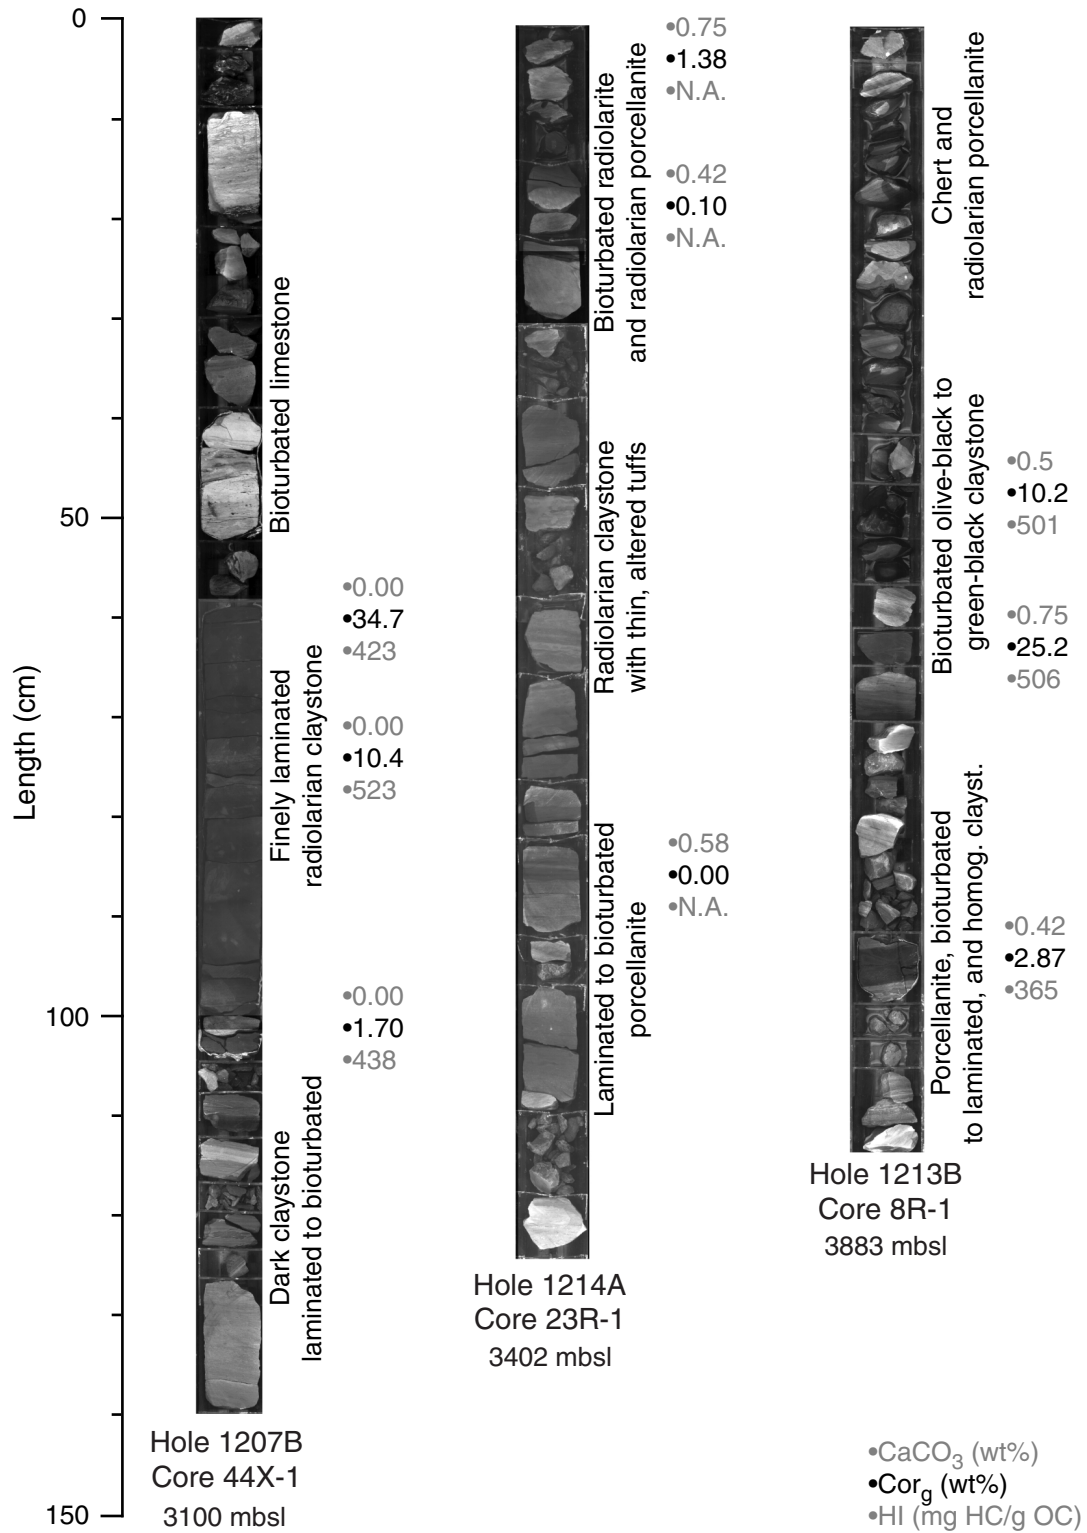 Length (cm)
0
50
100
150
Bioturbated limestone
Finely laminated
radiolarian claystone
Dark claystone
laminated to bioturbated
•0.00
•34.7
•423
•0.00
•10.4
•523
•0.00
•1.70
•438
Hole 1207B
Core 44X-1
3100 mbsl
Bioturbated radiolarite
and radiolarian porcellanite
Radiolarian claystone
with thin, altered tuffs
Laminated to bioturbated
porcellanite
•0.75
•1.38
•N.A.
•0.42
•0.10
•N.A.
•0.58
•0.00
•N.A.
Hole 1214A
Core 23R-1
3402 mbsl
Chert and
radiolarian porcellanite
Bioturbated olive-black to
green-black claystone
Porcellanite, bioturbated
to laminated, and homog. clayst.
•0.5
•10.2
•501
•0.75
•25.2
•506
•0.42
•2.87
•365
Hole 1213B
Core 8R-1
3883 mbsl
•CaCO3 (wt%)
•Corg (wt%)
•HI (mg HC/g OC)